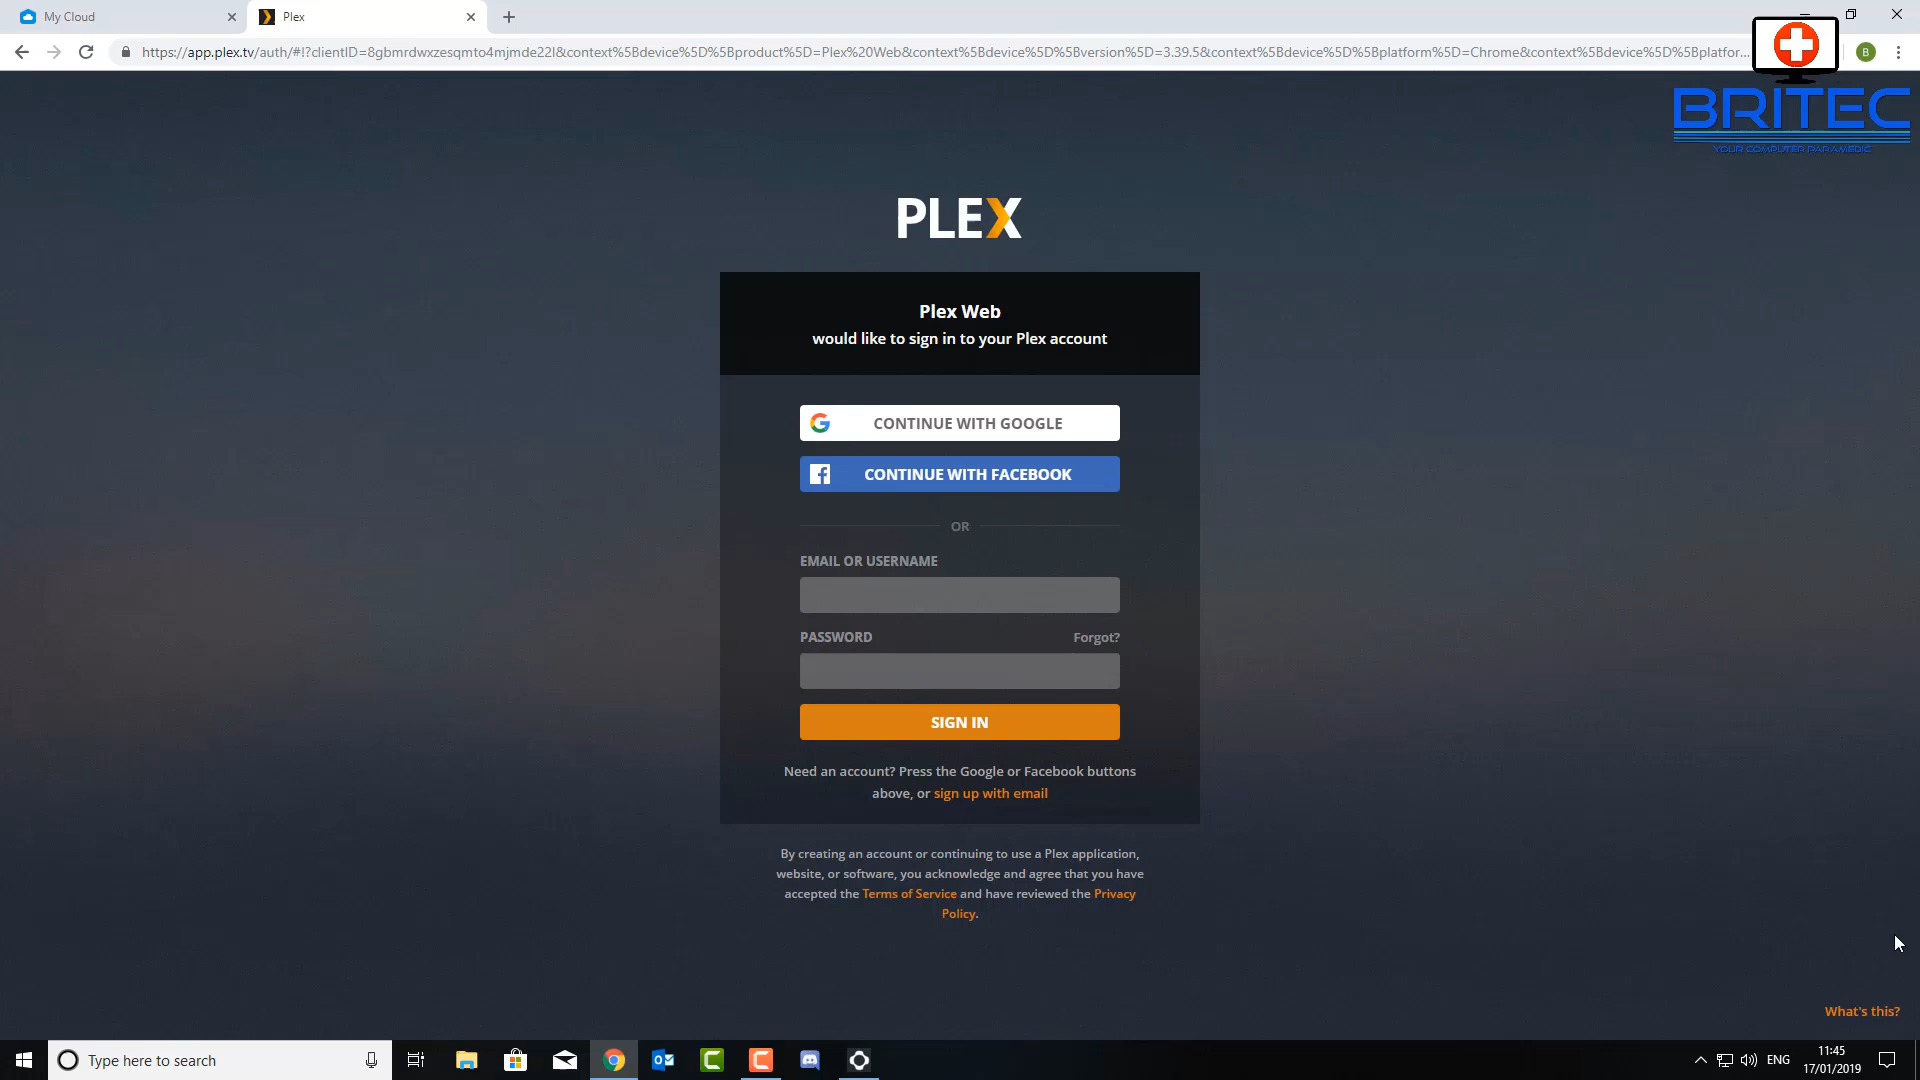 My Cloud
Plex
https://app.plex.tv/auth/#!?clientID=8gbmrdwxzesqmto4mjmde22l&context%5Bdevice%5D%5Bproduct%5D=Plex%20Web&context%5Bdevice%5D%5Bversion%5D=3.39.5&context%5Bdevice%5D%5Bplatform%5D=Chrome&context%5Bdevice%5D%5Bplatfor...
B
BRITEC
YOUR COMPUTER PARAMEDIC
PLEX
Plex Web
would like to sign in to your Plex account
CONTINUE WITH GOOGLE
CONTINUE WITH FACEBOOK
OR
EMAIL OR USERNAME
PASSWORD Forgot?
SIGN IN
Need an account? Press the Google or Facebook buttons
above, or sign up with email
By creating an account or continuing to use a Plex application,
website, or software, you acknowledge and agree that you have
accepted the Terms of Service and have reviewed the Privacy
Policy.
What's this?
Type here to search
ENG
11:45
17/01/2019